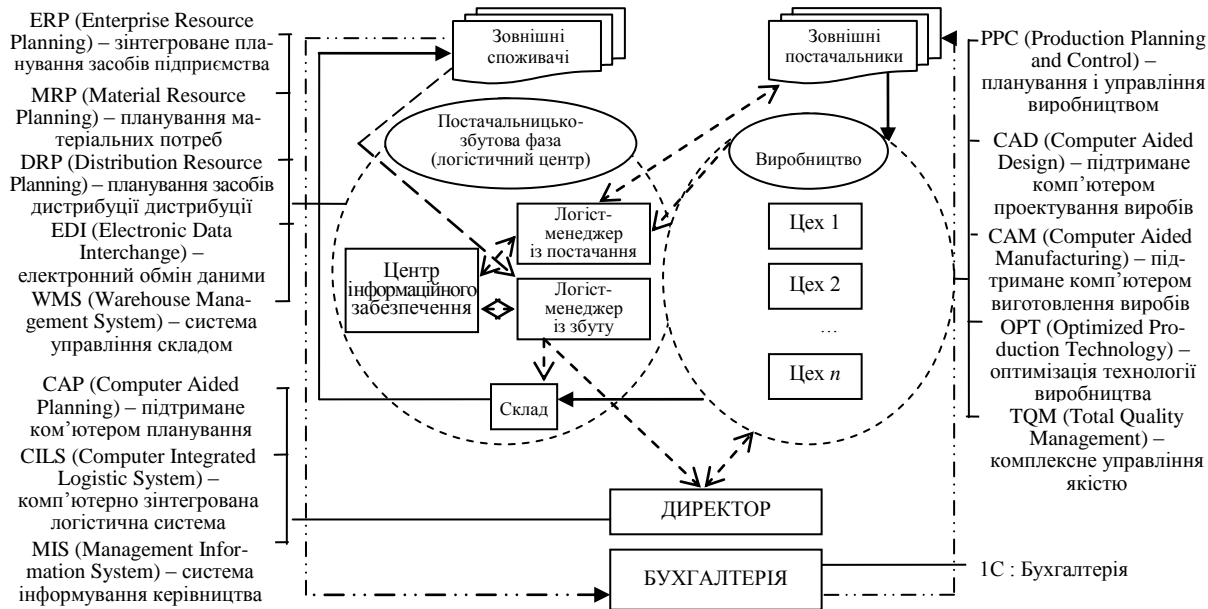 ERP (Enterprise Resource
Planning) – зінтегроване пла-
нування засобів підприємства
MRP (Material Resource
Planning) – планування ма-
теріальних потреб
DRP (Distribution Resource
Planning) – планування засобів
дистрибуції дистрибуції
EDI (Electronic Data
Interchange) –
електронний обмін даними
WMS (Warehouse Mana-
gement System) – система
управління складом
CAP (Computer Aided
Planning) – підтримане
ком’ютером планування
CILS (Computer Integrated
Logistic System) –
комп’ютерно зінтегрована
логістична система
MIS (Management Infor-
mation System) – система
інформування керівництва
Зовнішні
споживачі
Зовнішні
постачальники
Постачальницько-
збутова фаза
(логістичний центр)
Виробництво
Логіст-
менеджер
із постачання
Центр
інформаційного
забезпечення
Логіст-
менеджер
із збуту
Склад
Цех 1
Цех 2
...
Цех n
ДИРЕКТОР
БУХГАЛТЕРІЯ
PPC (Production Planning
and Control) –
планування і управління
виробництвом
CAD (Computer Aided
Design) – підтримане
комп’ютером
проектування виробів
CAM (Computer Aided
Manufacturing) – під-
тримане комп’ютером
виготовлення виробів
OPT (Optimized Pro-
duction Technology) –
оптимізація технології
виробництва
TQM (Total Quality
Management) –
комплексне управління
якістю
1С : Бухгалтерія